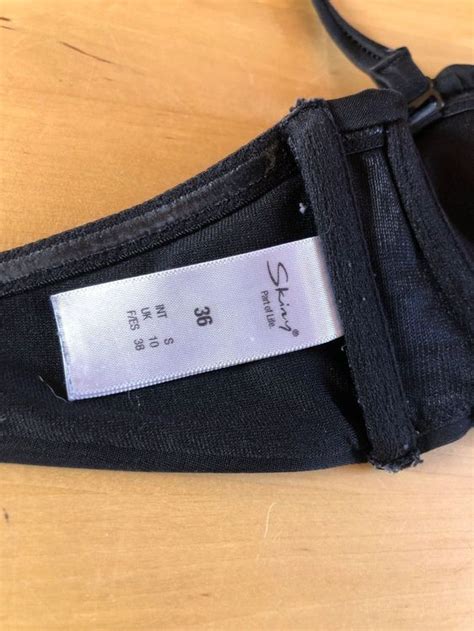 Skiny®
Part of Life.
36
INT S
UK 10
F/ES 38